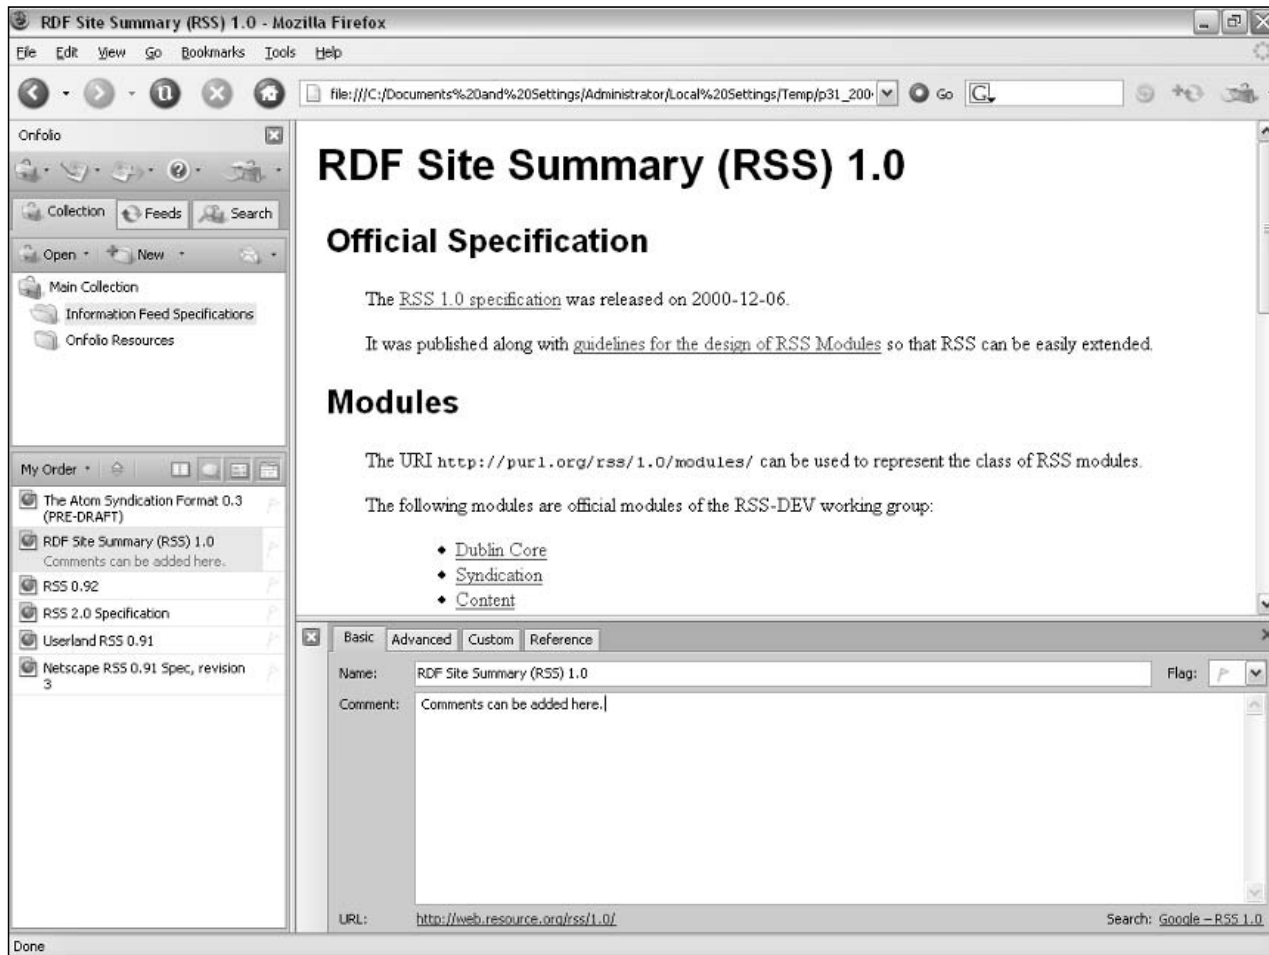 RDF Site Summary (RSS) 1.0 - Mozilla Firefox
File Edit View Go Bookmarks Tools Help
file:///C:/Documents%20and%20Settings/Administrator/Local%20Settings/Temp/p31_200 Go G
Onfolio
Collection Feeds Search
Open New
Main Collection
Information Feed Specifications
Onfolio Resources
My Order
The Atom Syndication Format 0.3
(PRE-DRAFT)
RDF Site Summary (RSS) 1.0
Comments can be added here.
RSS 0.92
RSS 2.0 Specification
Userland RSS 0.91
Netscape RSS 0.91 Spec, revision
3
RDF Site Summary (RSS) 1.0
Official Specification
The RSS 1.0 specification was released on 2000-12-06.
It was published along with guidelines for the design of RSS Modules so that RSS can be easily extended.
Modules
The URI http://purl.org/rss/1.0/modules/ can be used to represent the class of RSS modules.
The following modules are official modules of the RSS-DEV working group:
Dublin Core
Syndication
Content
Basic Advanced Custom Reference
Name: RDF Site Summary (RSS) 1.0 Flag:
Comment: Comments can be added here.
URL: http://web.resource.org/rss/1.0/ Search: Google – RSS 1.0
Done